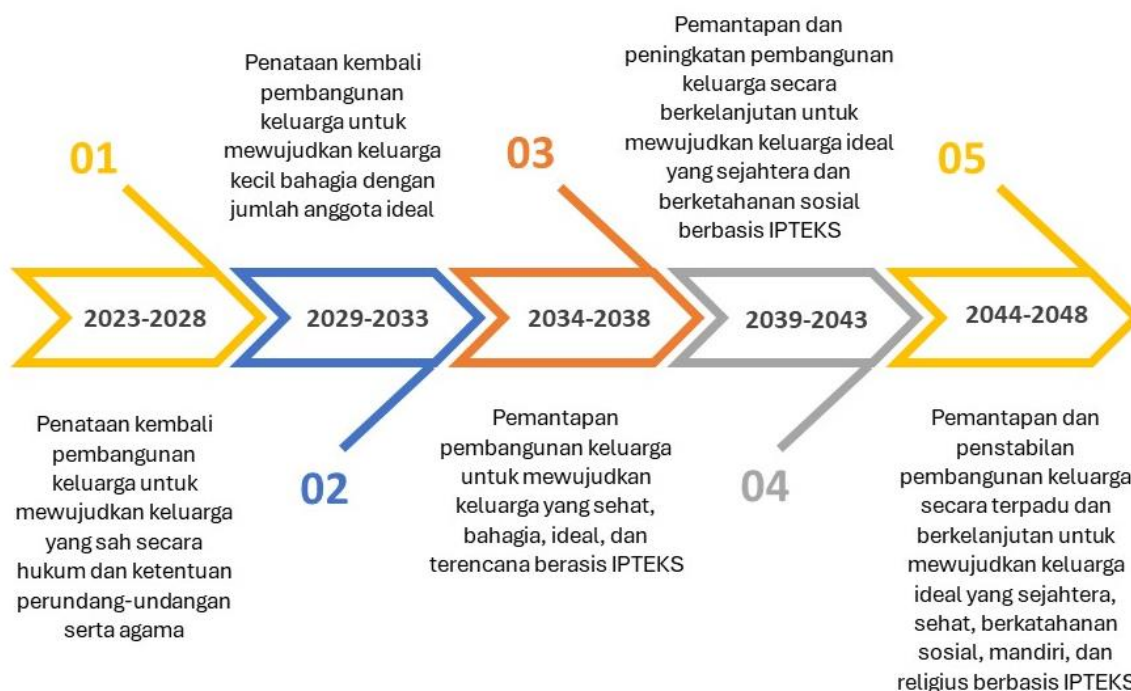 01
Penataan kembali
pembangunan
keluarga untuk
mewujudkan keluarga
kecil bahagia dengan
jumlah anggota ideal
03
Pemantapan dan
peningkatan pembangunan
keluarga secara
berkelanjutan untuk
mewujudkan keluarga ideal
yang sejahtera dan
berketahanan sosial
berbasis IPTEKS
05
2023-2028
2029-2033
2034-2038
2039-2043
2044-2048
Penataan kembali
pembangunan
keluarga untuk
mewujudkan keluarga
yang sah secara
hukum dan ketentuan
perundang-undangan
serta agama
02
Pemantapan
pembangunan keluarga
untuk mewujudkan
keluarga yang sehat,
bahagia, ideal, dan
terencana berasis IPTEKS
04
Pemantapan dan
penstabilan
pembangunan keluarga
secara terpadu dan
berkelanjutan untuk
mewujudkan keluarga
ideal yang sejahtera,
sehat, berkatahanan
sosial, mandiri, dan
religius berbasis IPTEKS